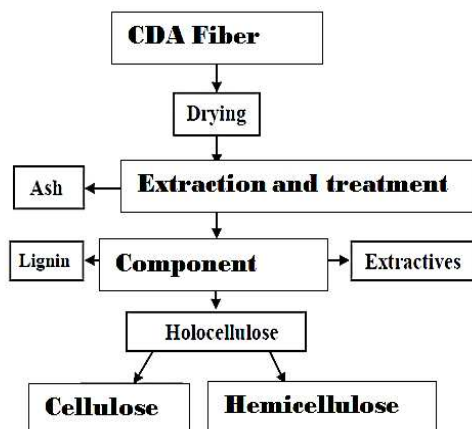 CDA Fiber
Drying
Ash
Extraction and treatment
Lignin
Component
Extractives
Holocellulose
Cellulose
Hemicellulose